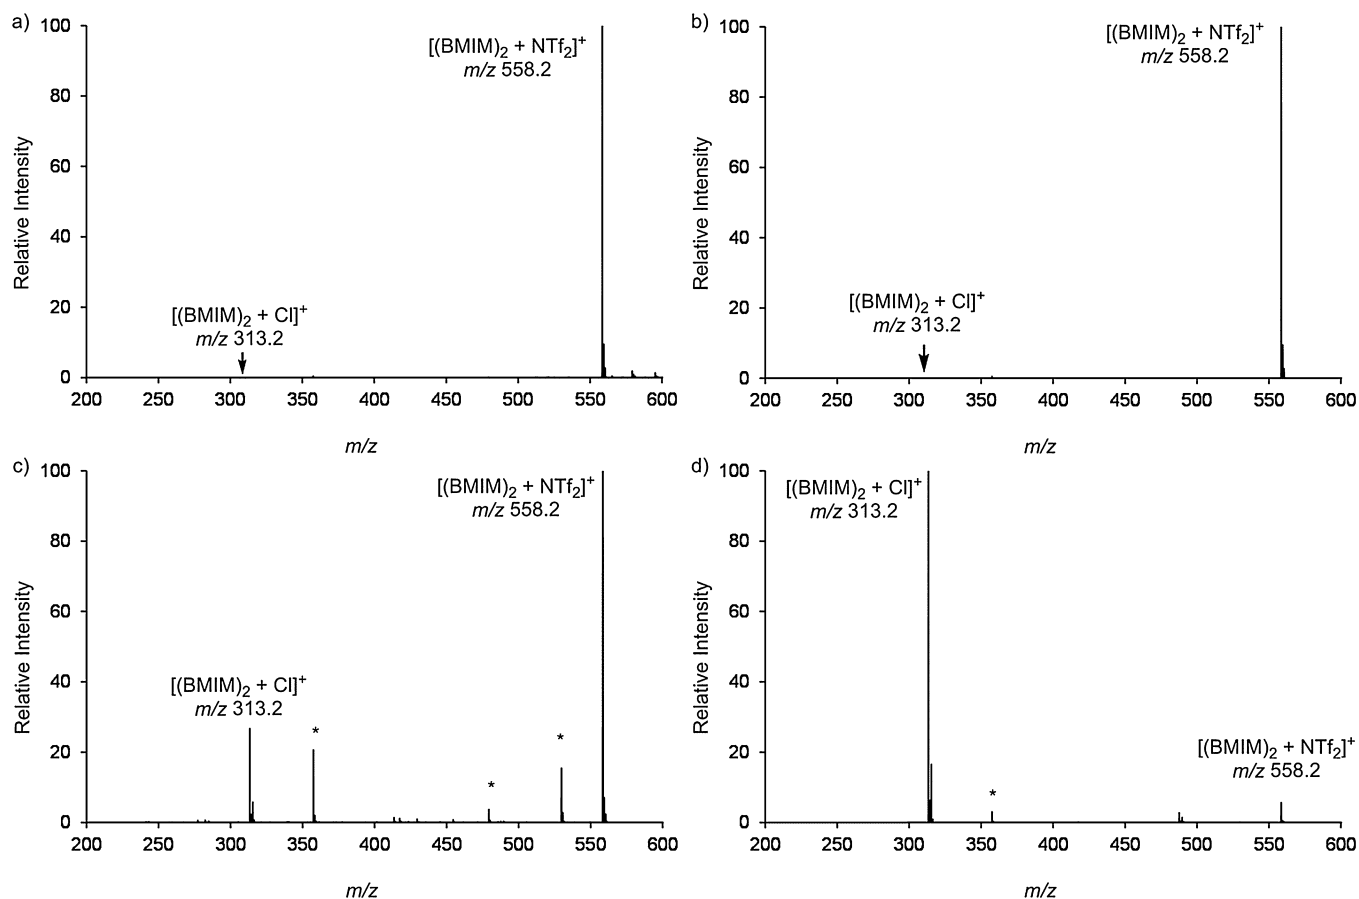 a)
100
80
60
40
20
0
Relative Intensity
[(BMIM)2 + NTf2]+
m/z 558.2
[(BMIM)2 + Cl]+
m/z 313.2
200 250 300 350 400 450 500 550 600
m/z
b)
100
80
60
40
20
0
Relative Intensity
[(BMIM)2 + NTf2]+
m/z 558.2
[(BMIM)2 + Cl]+
m/z 313.2
200 250 300 350 400 450 500 550 600
m/z
c)
100
80
60
40
20
0
Relative Intensity
[(BMIM)2 + NTf2]+
m/z 558.2
[(BMIM)2 + Cl]+
m/z 313.2
*
*
*
200 250 300 350 400 450 500 550 600
m/z
d)
100
80
60
40
20
0
Relative Intensity
[(BMIM)2 + Cl]+
m/z 313.2
[(BMIM)2 + NTf2]+
m/z 558.2
*
200 250 300 350 400 450 500 550 600
m/z